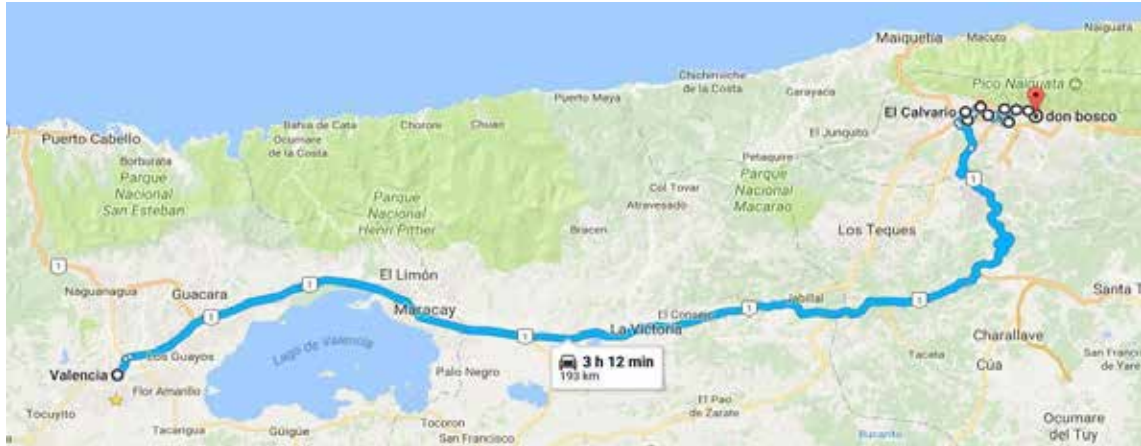 Naiguatá
Macuto
Maiquetia
Pico Naiguatá
Chichiriviche
de la Costa
Carayaca
Puerto Maya
El Calvario
don bosco
Bahia de Cata
Choroni
Chuao
Ocumare
de la Costa
El Junquito
Puerto Cabello
Borburata
Parque
Nacional
San Esteban
Petaquire
Parque
Nacional
Macarao
Col Tovar
Atravesado
1
Parque
Nacional
Henri Pittier
Bracen
Los Teques
1
El Limón
1
Naguanagua
Guacara
Santa T
1
Maracay
1
Jabillal
1
El Consejo
La Victoria
1
Charallave
Lago de Valencia
Los Guayos
3 h 12 min
193 km
Tacata
San Francisco
de Yare
Cúa
Valencia
Palo Negro
Flor Amarillo
El Pao
de Zarate
Tocuyito
Tacarigua
Güigüe
Tocoron
San Francisco
Ocumare
del Tuy